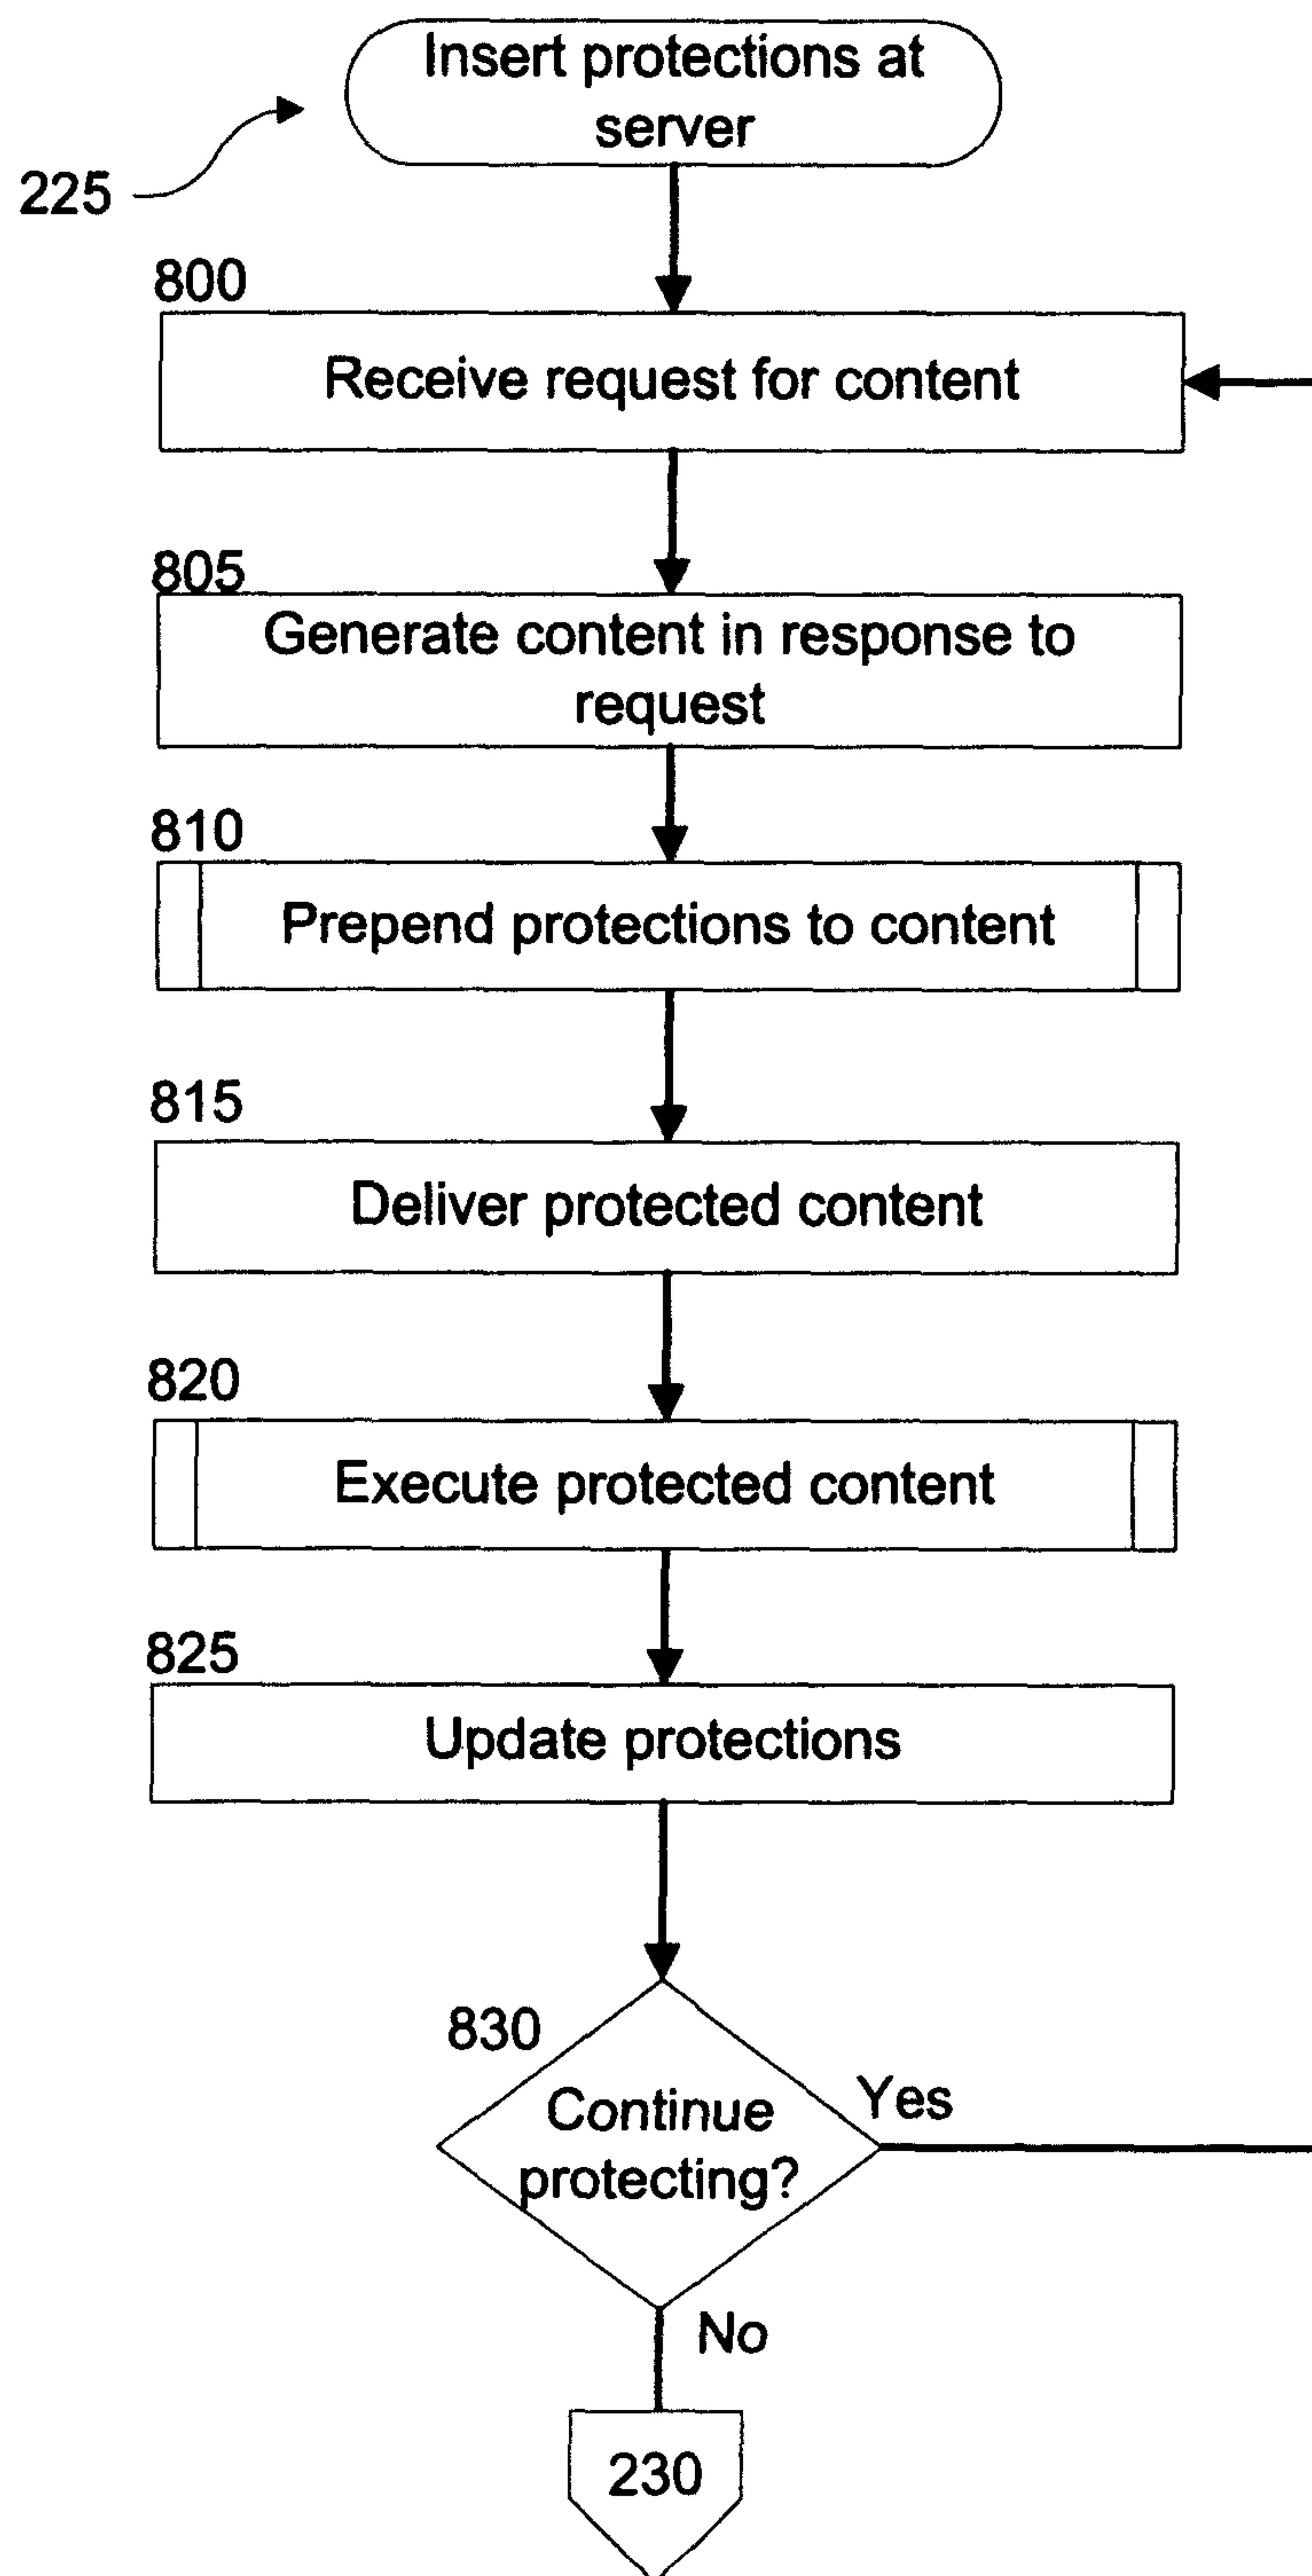 Insert protections at
server
225
800
Receive request for content
805
Generate content in response to
request
810
Prepend protections to content
815
Deliver protected content
820
Execute protected content
825
Update protections
830
Continue
protecting?
Yes
No
230